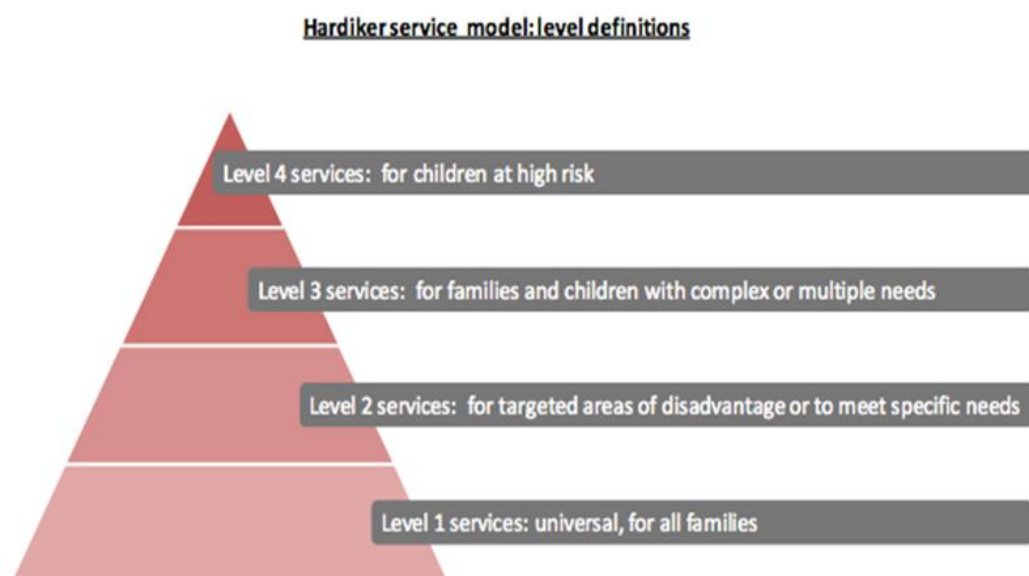 Hardiker service model: level definitions
Level 4 services: for children at high risk
Level 3 services: for families and children with complex or multiple needs
Level 2 services: for targeted areas of disadvantage or to meet specific needs
Level 1 services: universal, for all families